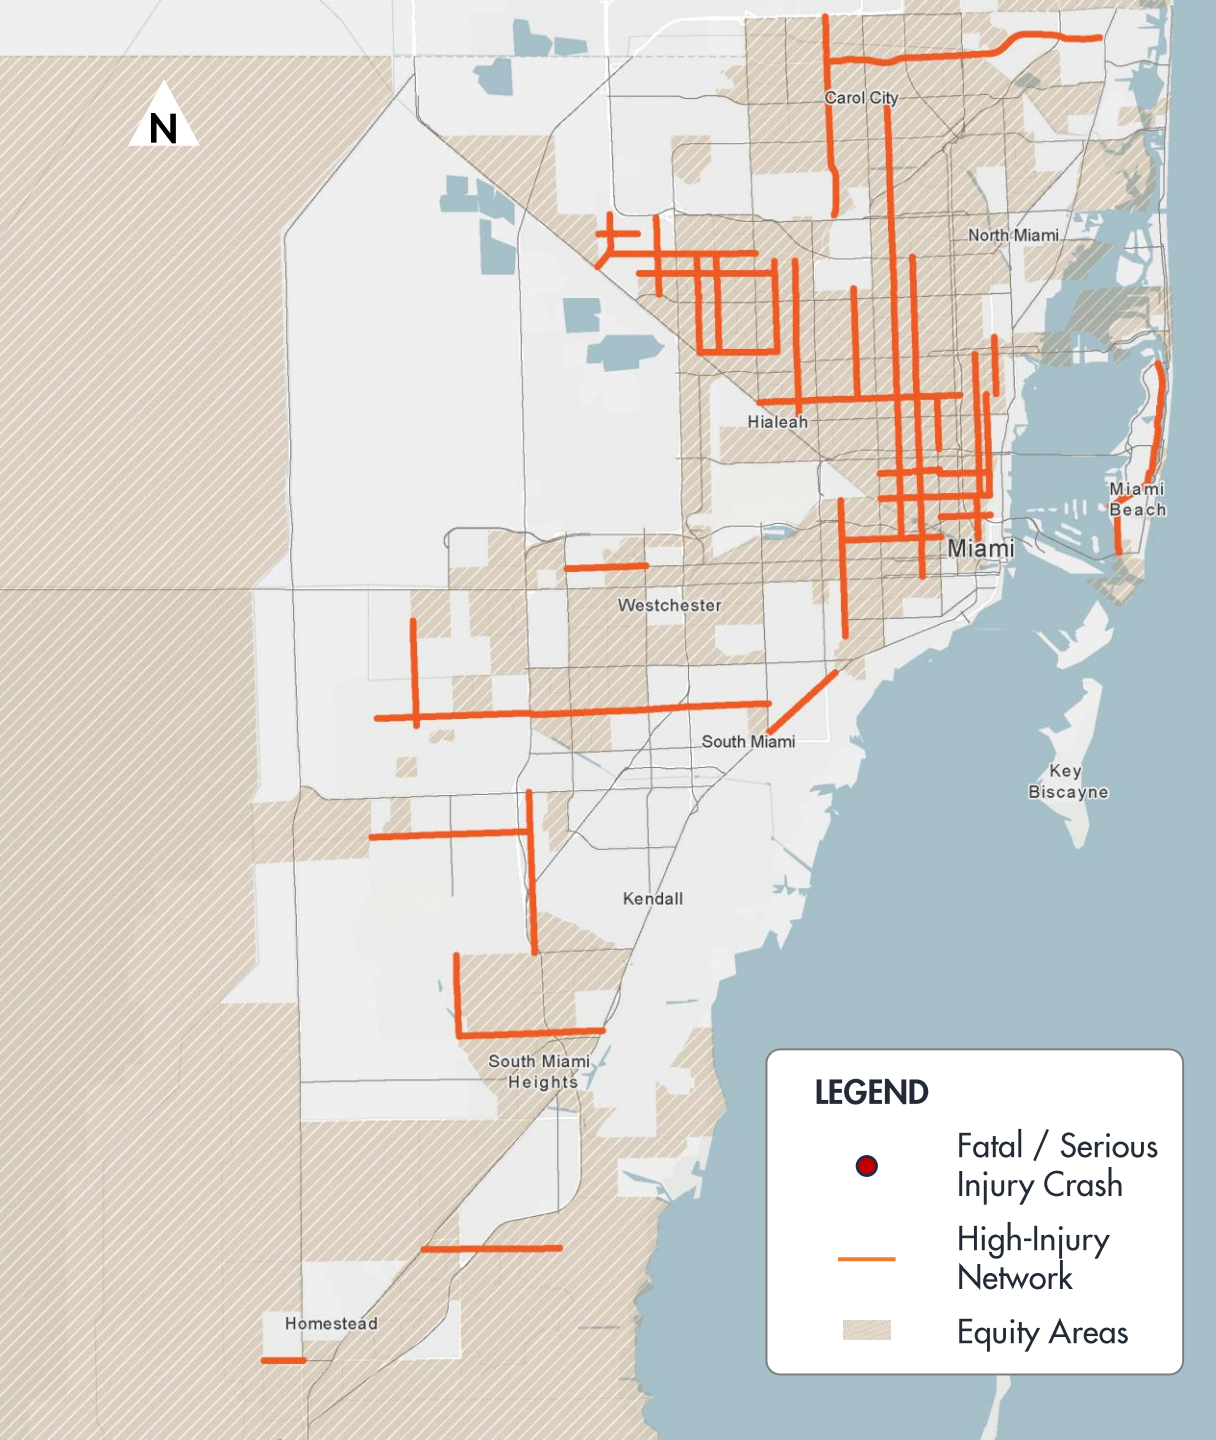 N
Carol City
North Miami
Hialeah
Miami
Beach
Miami
Westchester
South Miami
Key
Biscayne
Kendall
South Miami
Heights
Homestead
LEGEND
Fatal / Serious
Injury Crash
High-Injury
Network
Equity Areas